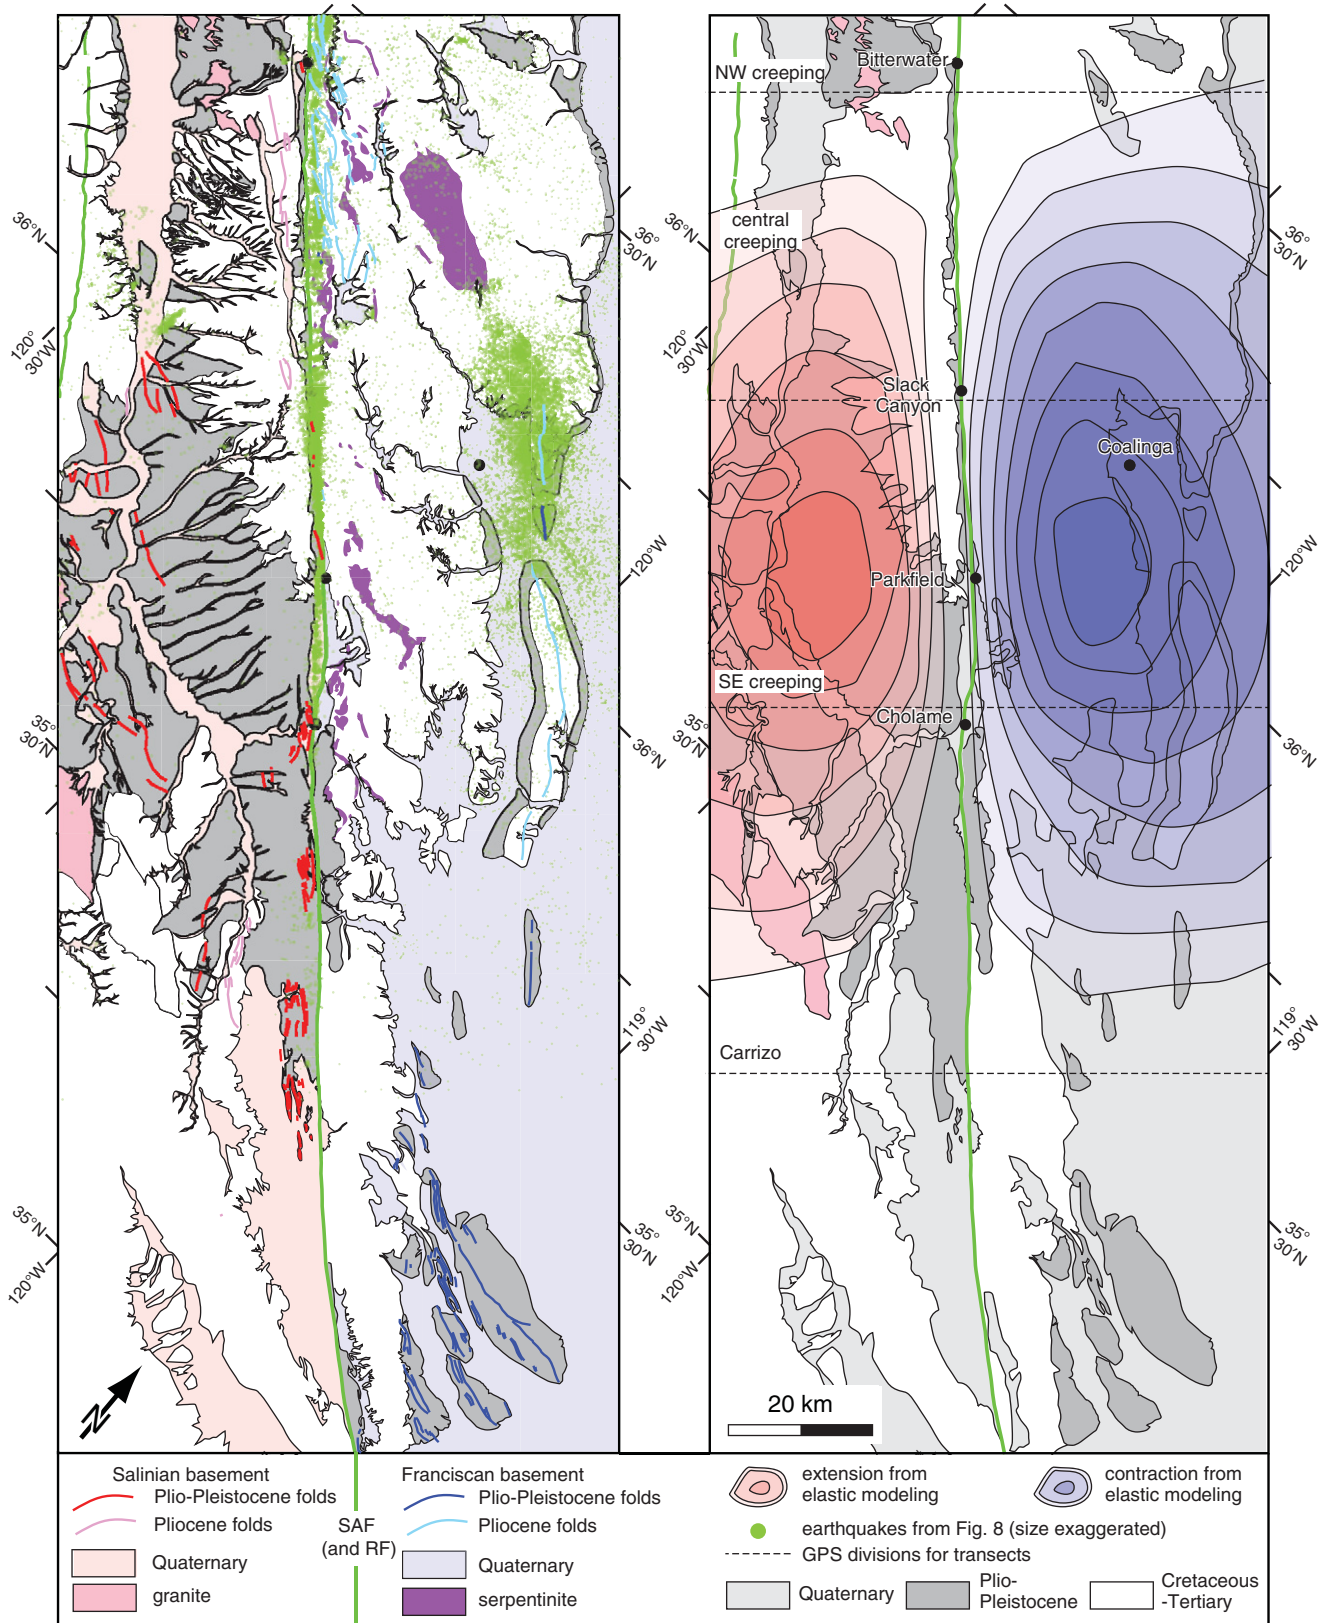 36°N
120°
30'W
35°
30'N
35°N
120°W
36°
30'N
120°W
36°N
119°
30'W
35°
30'N
N
NW creeping
Bitterwater
central
creeping
Slack
Canyon
Coalinga
Parkfield
SE creeping
Cholame
Carrizo
20 km
36°N
120°
30'W
35°
30'N
35°N
120°W
36°
30'N
120°W
36°N
119°
30'W
35°
30'N
Salinian basement
Plio-Pleistocene folds
Pliocene folds
Quaternary
granite
SAF
(and RF)
Franciscan basement
Plio-Pleistocene folds
Pliocene folds
Quaternary
serpentinite
extension from
elastic modeling
contraction from
elastic modeling
earthquakes from Fig. 8 (size exaggerated)
GPS divisions for transects
Quaternary
Plio-
Pleistocene
Cretaceous
-Tertiary